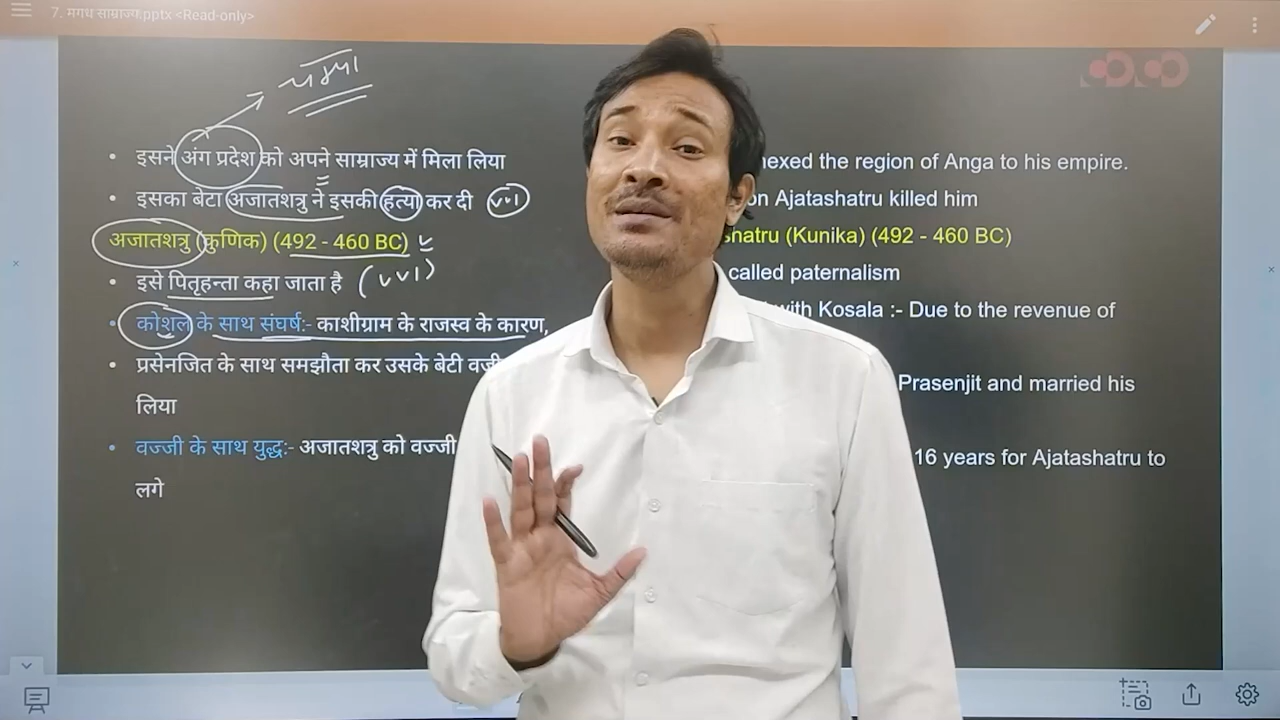 7. मगध साम्राज्य.pptx <Read-only>
चम्पा
इसने अंग प्रदेश को अपने साम्राज्य में मिला लिया
इसका बेटा अजातशत्रु ने इसकी हत्या कर दी vvI
अजातशत्रु (कुणिक) (492 - 460 BC)
इसे पितृहन्ता कहा जाता है (vvI)
कोशल के साथ संघर्ष:- काशीग्राम के राजस्व के कारण,
प्रसेनजित के साथ समझौता कर उसके बेटी
लिया
वज्जी के साथ युद्ध:- अजातशत्रु को वज्जी
लगे
the region of Anga to his empire.
Ajatashatru killed him
(Kunika) (492 - 460 BC)
called paternalism
with Kosala :- Due to the revenue of
Prasenjit and married his
16 years for Ajatashatru to